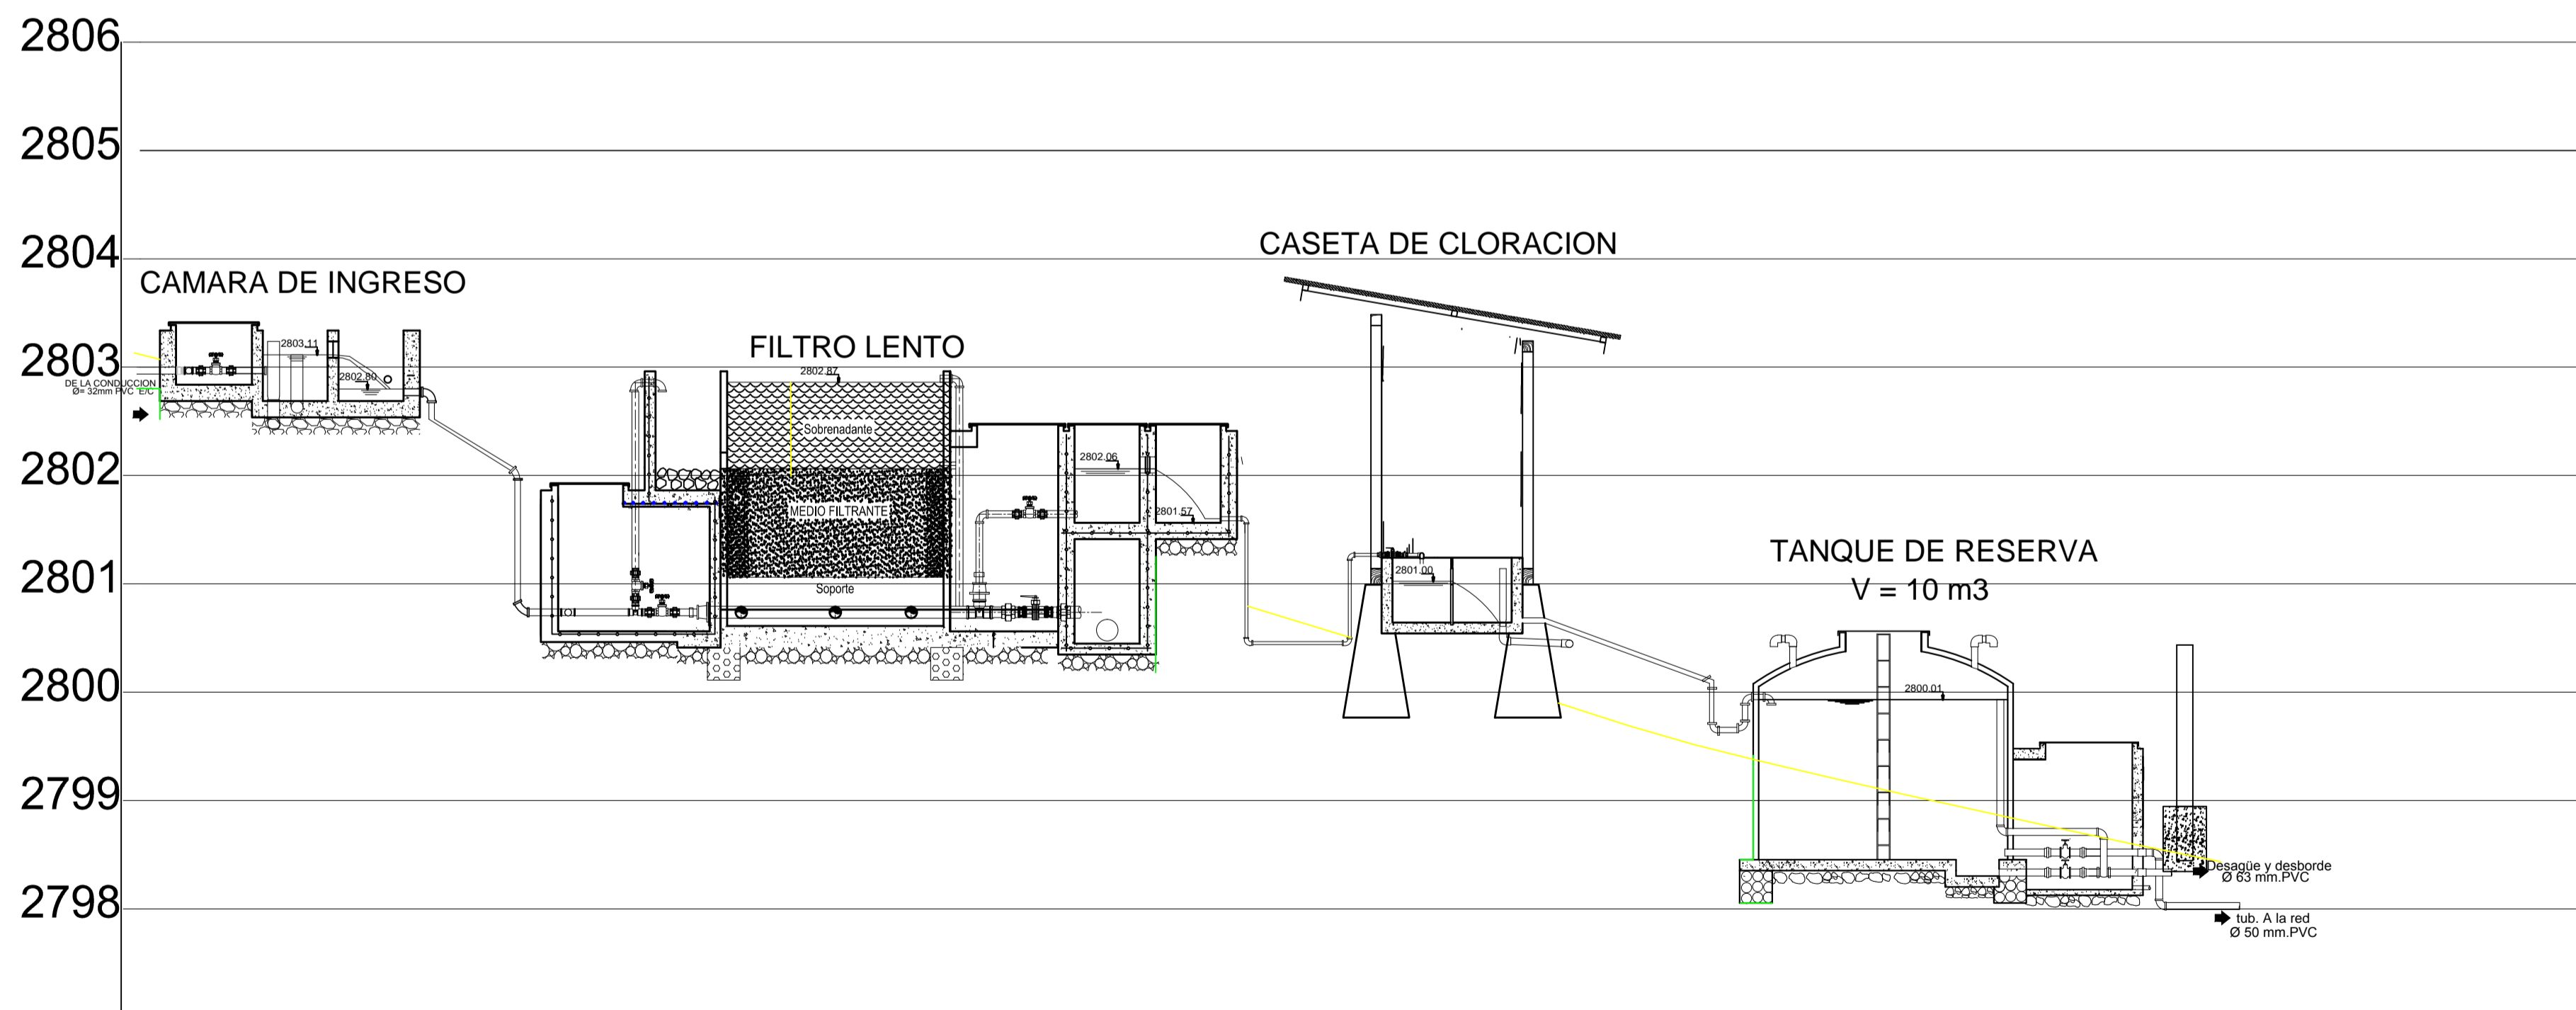 2806
2805
2804
2803
2802
2801
2800
2799
2798
CAMARA DE INGRESO
2803.11
2802.80
DE LA CONDUCCION
Ø= 32mm PVC E/C
FILTRO LENTO
2802.87
Sobrenadante
MEDIO FILTRANTE
Soporte
2802.06
2801.57
CASETA DE CLORACION
2801.00
TANQUE DE RESERVA
V = 10 m3
2800.01
Desagüe y desborde
Ø 63 mm.PVC
tub. A la red
Ø 50 mm.PVC